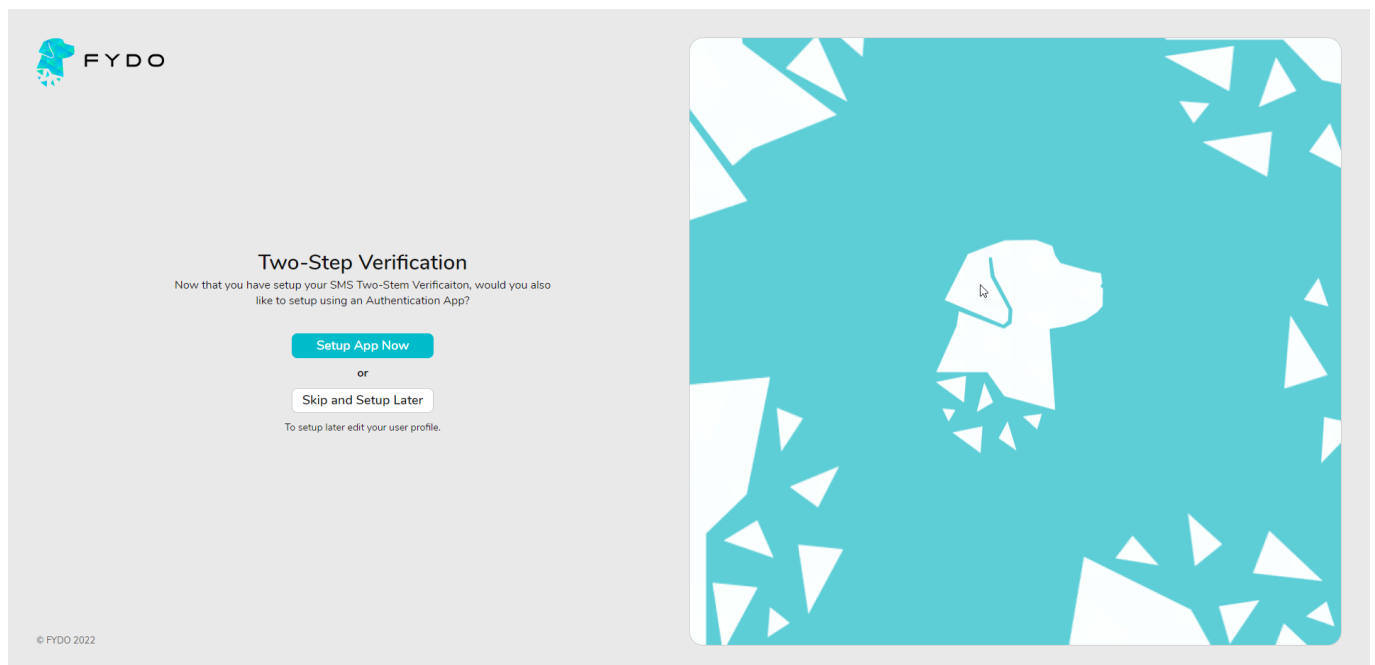 FYDO
Two-Step Verification
Now that you have setup your SMS Two-Stem Verificaiton, would you also
like to setup using an Authentication App?
Setup App Now
or
Skip and Setup Later
To setup later edit your user profile.
© FYDO 2022